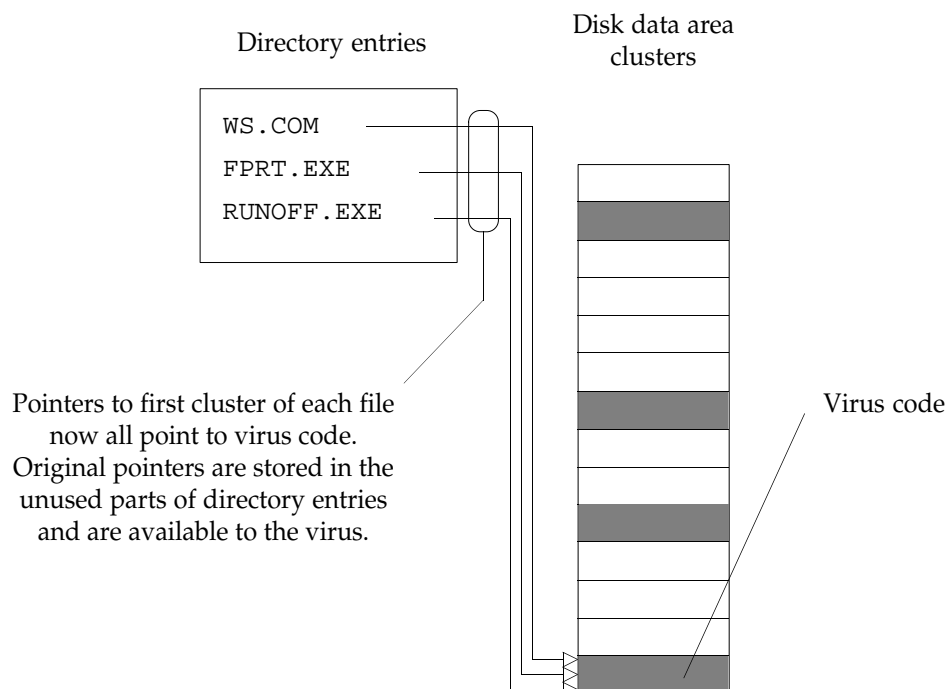 Directory entries
Disk data area
clusters
WS.COM
FPRT.EXE
RUNOFF.EXE
Pointers to first cluster of each file
now all point to virus code.
Original pointers are stored in the
unused parts of directory entries
and are available to the virus.
Virus code